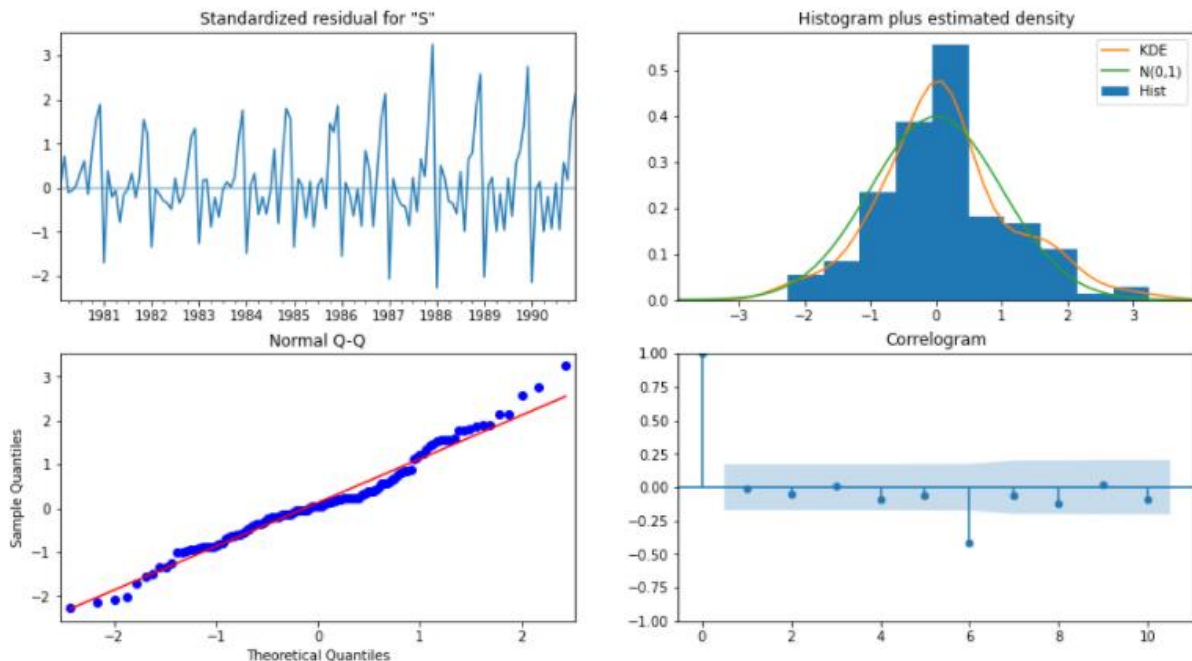 Standardized residual for "S"
3
2
1
0
−1
−2
1981 1982 1983 1984 1985 1986 1987 1988 1989 1990
Histogram plus estimated density
KDE
N(0,1)
Hist
0.5
0.4
0.3
0.2
0.1
0.0
−3 −2 −1 0 1 2 3
Normal Q-Q
Sample Quantiles
3
2
1
0
−1
−2
−2 −1 0 1 2
Theoretical Quantiles
Correlogram
1.00
0.75
0.50
0.25
0.00
−0.25
−0.50
−0.75
−1.00
0 2 4 6 8 10